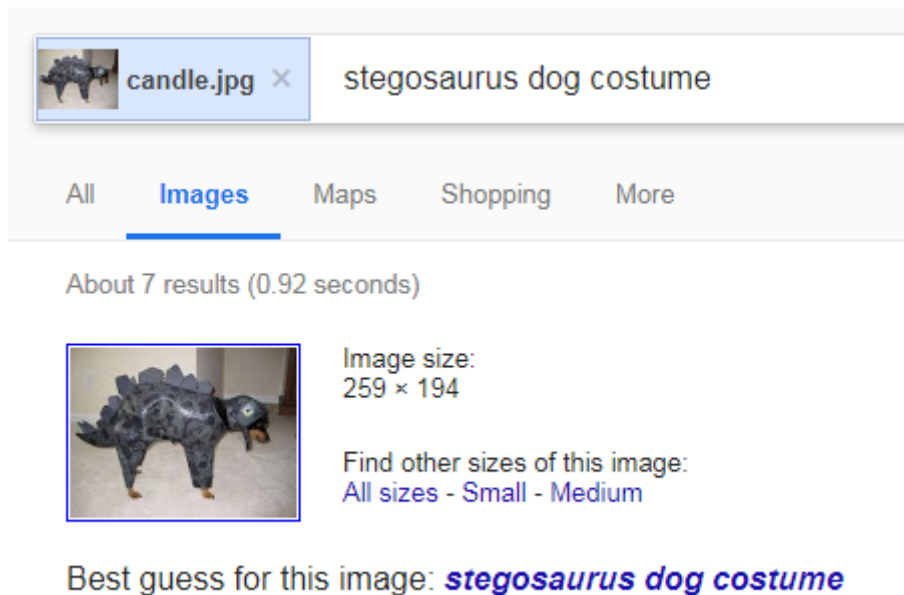 candle.jpg × stegosaurus dog costume
All Images Maps Shopping More
About 7 results (0.92 seconds)
Image size:
259 × 194
Find other sizes of this image:
All sizes - Small - Medium
Best guess for this image: stegosaurus dog costume